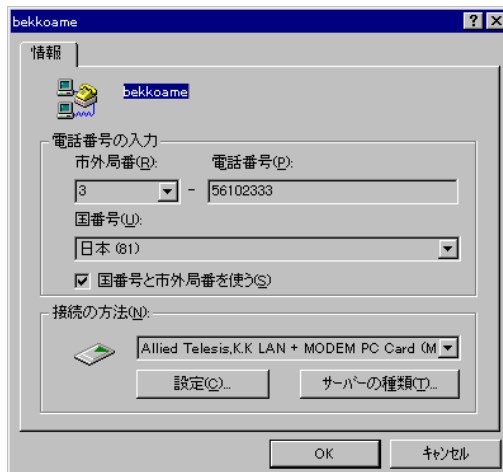 bekkoame
情報
bekkoame
電話番号の入力
市外局番(R): 電話番号(P):
3 - 56102333
国番号(U):
日本 (81)
国番号と市外局番を使う(S)
接続の方法(N):
Allied Telesis,K.K LAN + MODEM PC Card (M
設定(C)... サーバーの種類(T)...
OK キャンセル